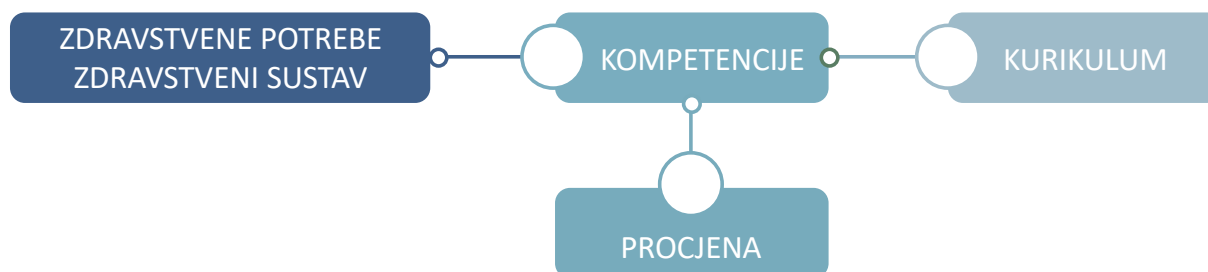 ZDRAVSTVENE POTREBE
ZDRAVSTVENI SUSTAV
KOMPETENCIJE
KURIKULUM
PROCJENA